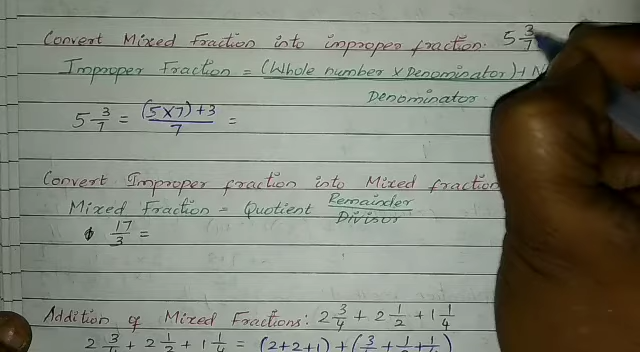 Convert Mixed Fraction into improper fraction. 5 3/7
Improper Fraction = (Whole number x Denominator) + N
Denominator
5 3/7 = (5x7)+3/7 =
Convert Improper fraction into Mixed fraction
Mixed Fraction = Quotient Remainder/Divisor
17/3 =
Addition of Mixed Fractions: 2 3/4 + 2 1/2 + 1 1/4
2 3/4 + 2 1/2 + 1 1/4 = (2+2+1) + (3/4 + 1/2 + 1/4)